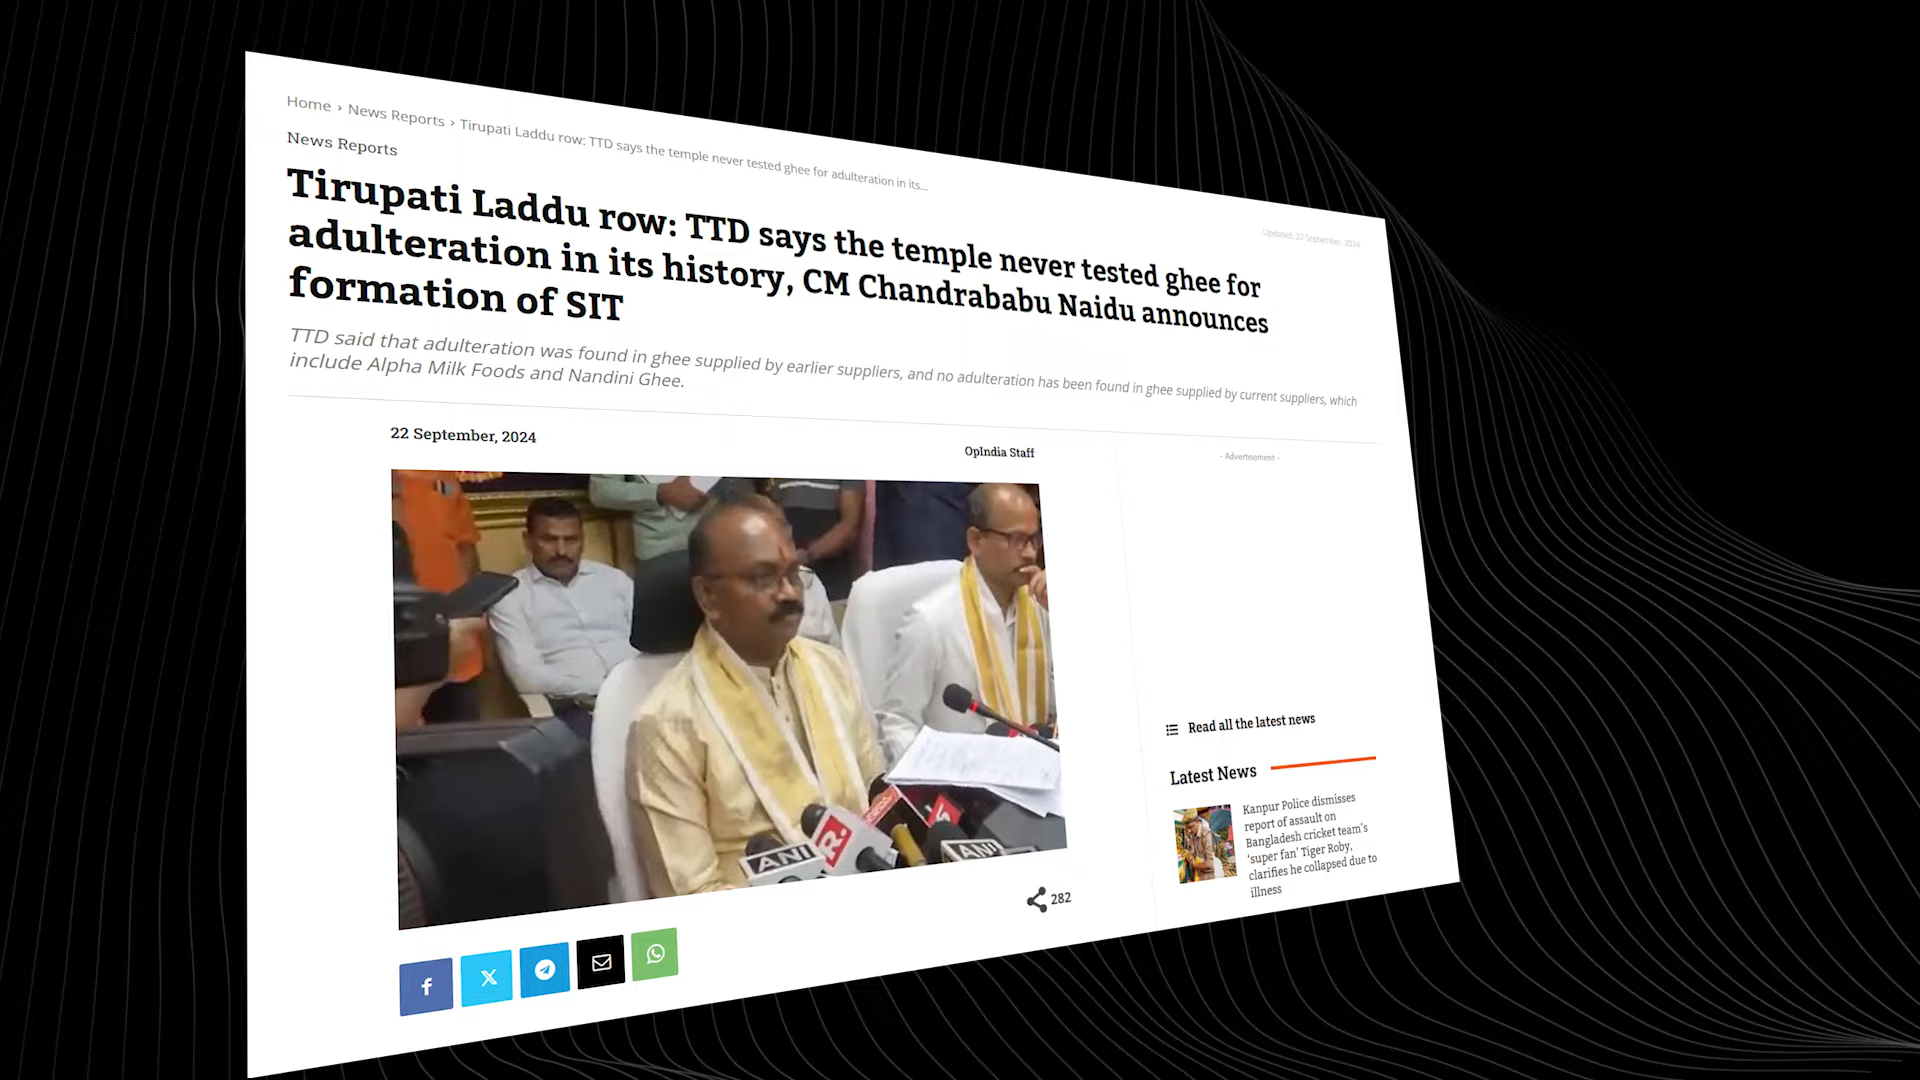 Home › News Reports › Tirupati Laddu row: TTD says the temple never tested ghee for adulteration in its...
News Reports
Updated: 22 September, 2024
Tirupati Laddu row: TTD says the temple never tested ghee for
adulteration in its history, CM Chandrababu Naidu announces
formation of SIT
TTD said that adulteration was found in ghee supplied by earlier suppliers, and no adulteration has been found in ghee supplied by current suppliers, which
include Alpha Milk Foods and Nandini Ghee.
22 September, 2024
OpIndia Staff
- Advertisement -
ANI
R.
ANI
Read all the latest news
Latest News
Kanpur Police dismisses
report of assault on
Bangladesh cricket team's
'super fan' Tiger Roby,
clarifies he collapsed due to
illness
282